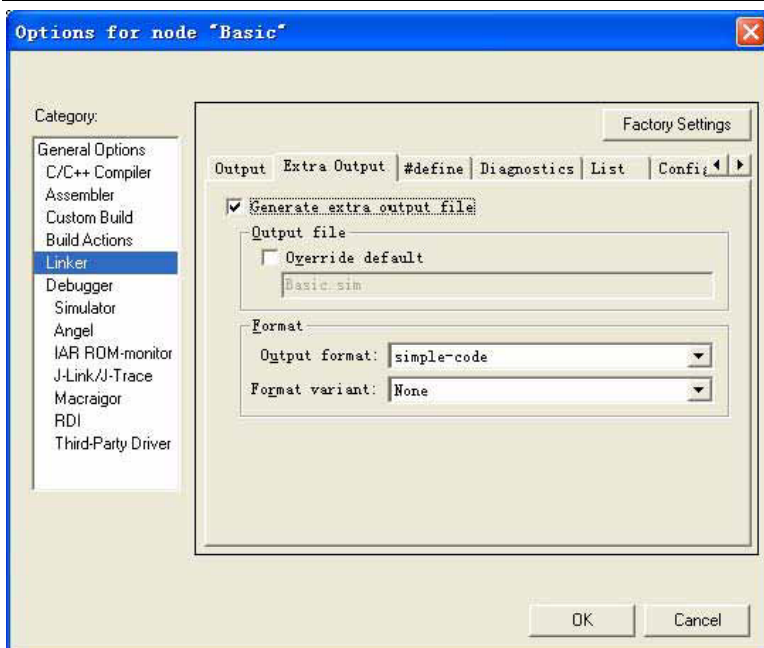 Options for node "Basic"
Category:
General Options
C/C++ Compiler
Assembler
Custom Build
Build Actions
Linker
Debugger
Simulator
Angel
IAR ROM-monitor
J-Link/J-Trace
Macraigor
RDI
Third-Party Driver
Factory Settings
Output Extra Output #define Diagnostics List
Generate extra output file
Output file
Override default
Basic.sim
Format
Output format: simple-code
Format variant: None
OK Cancel